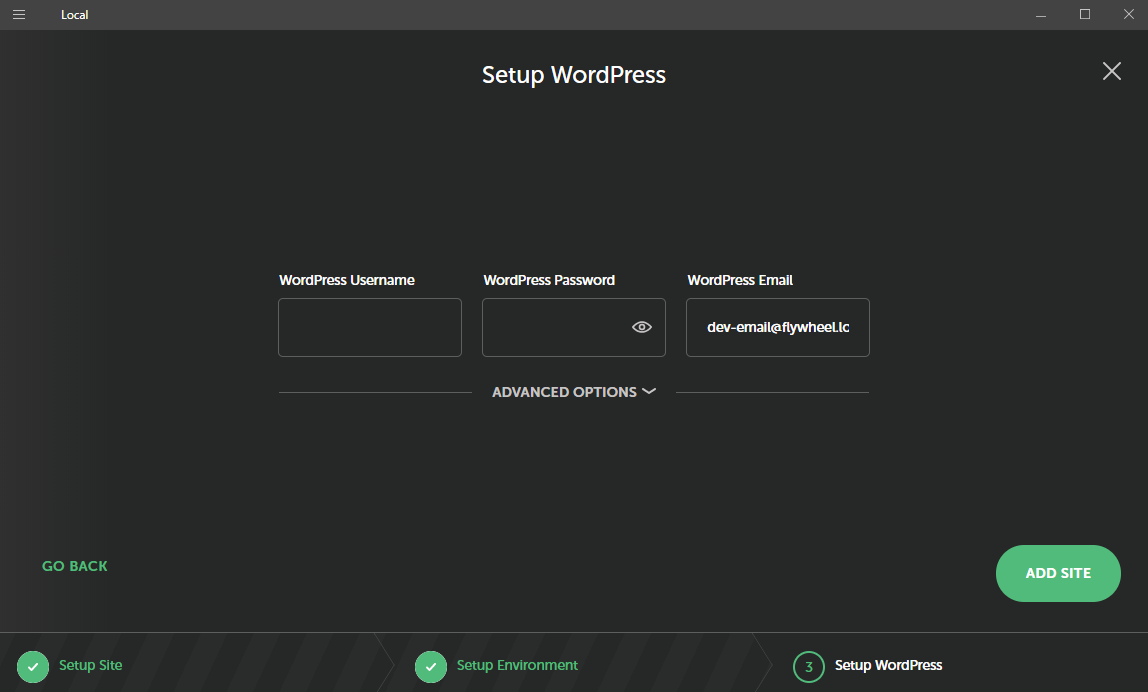 Local
Setup WordPress
WordPress Username
WordPress Password
WordPress Email
dev-email@flywheel.lc
ADVANCED OPTIONS
GO BACK
ADD SITE
Setup Site
Setup Environment
3 Setup WordPress